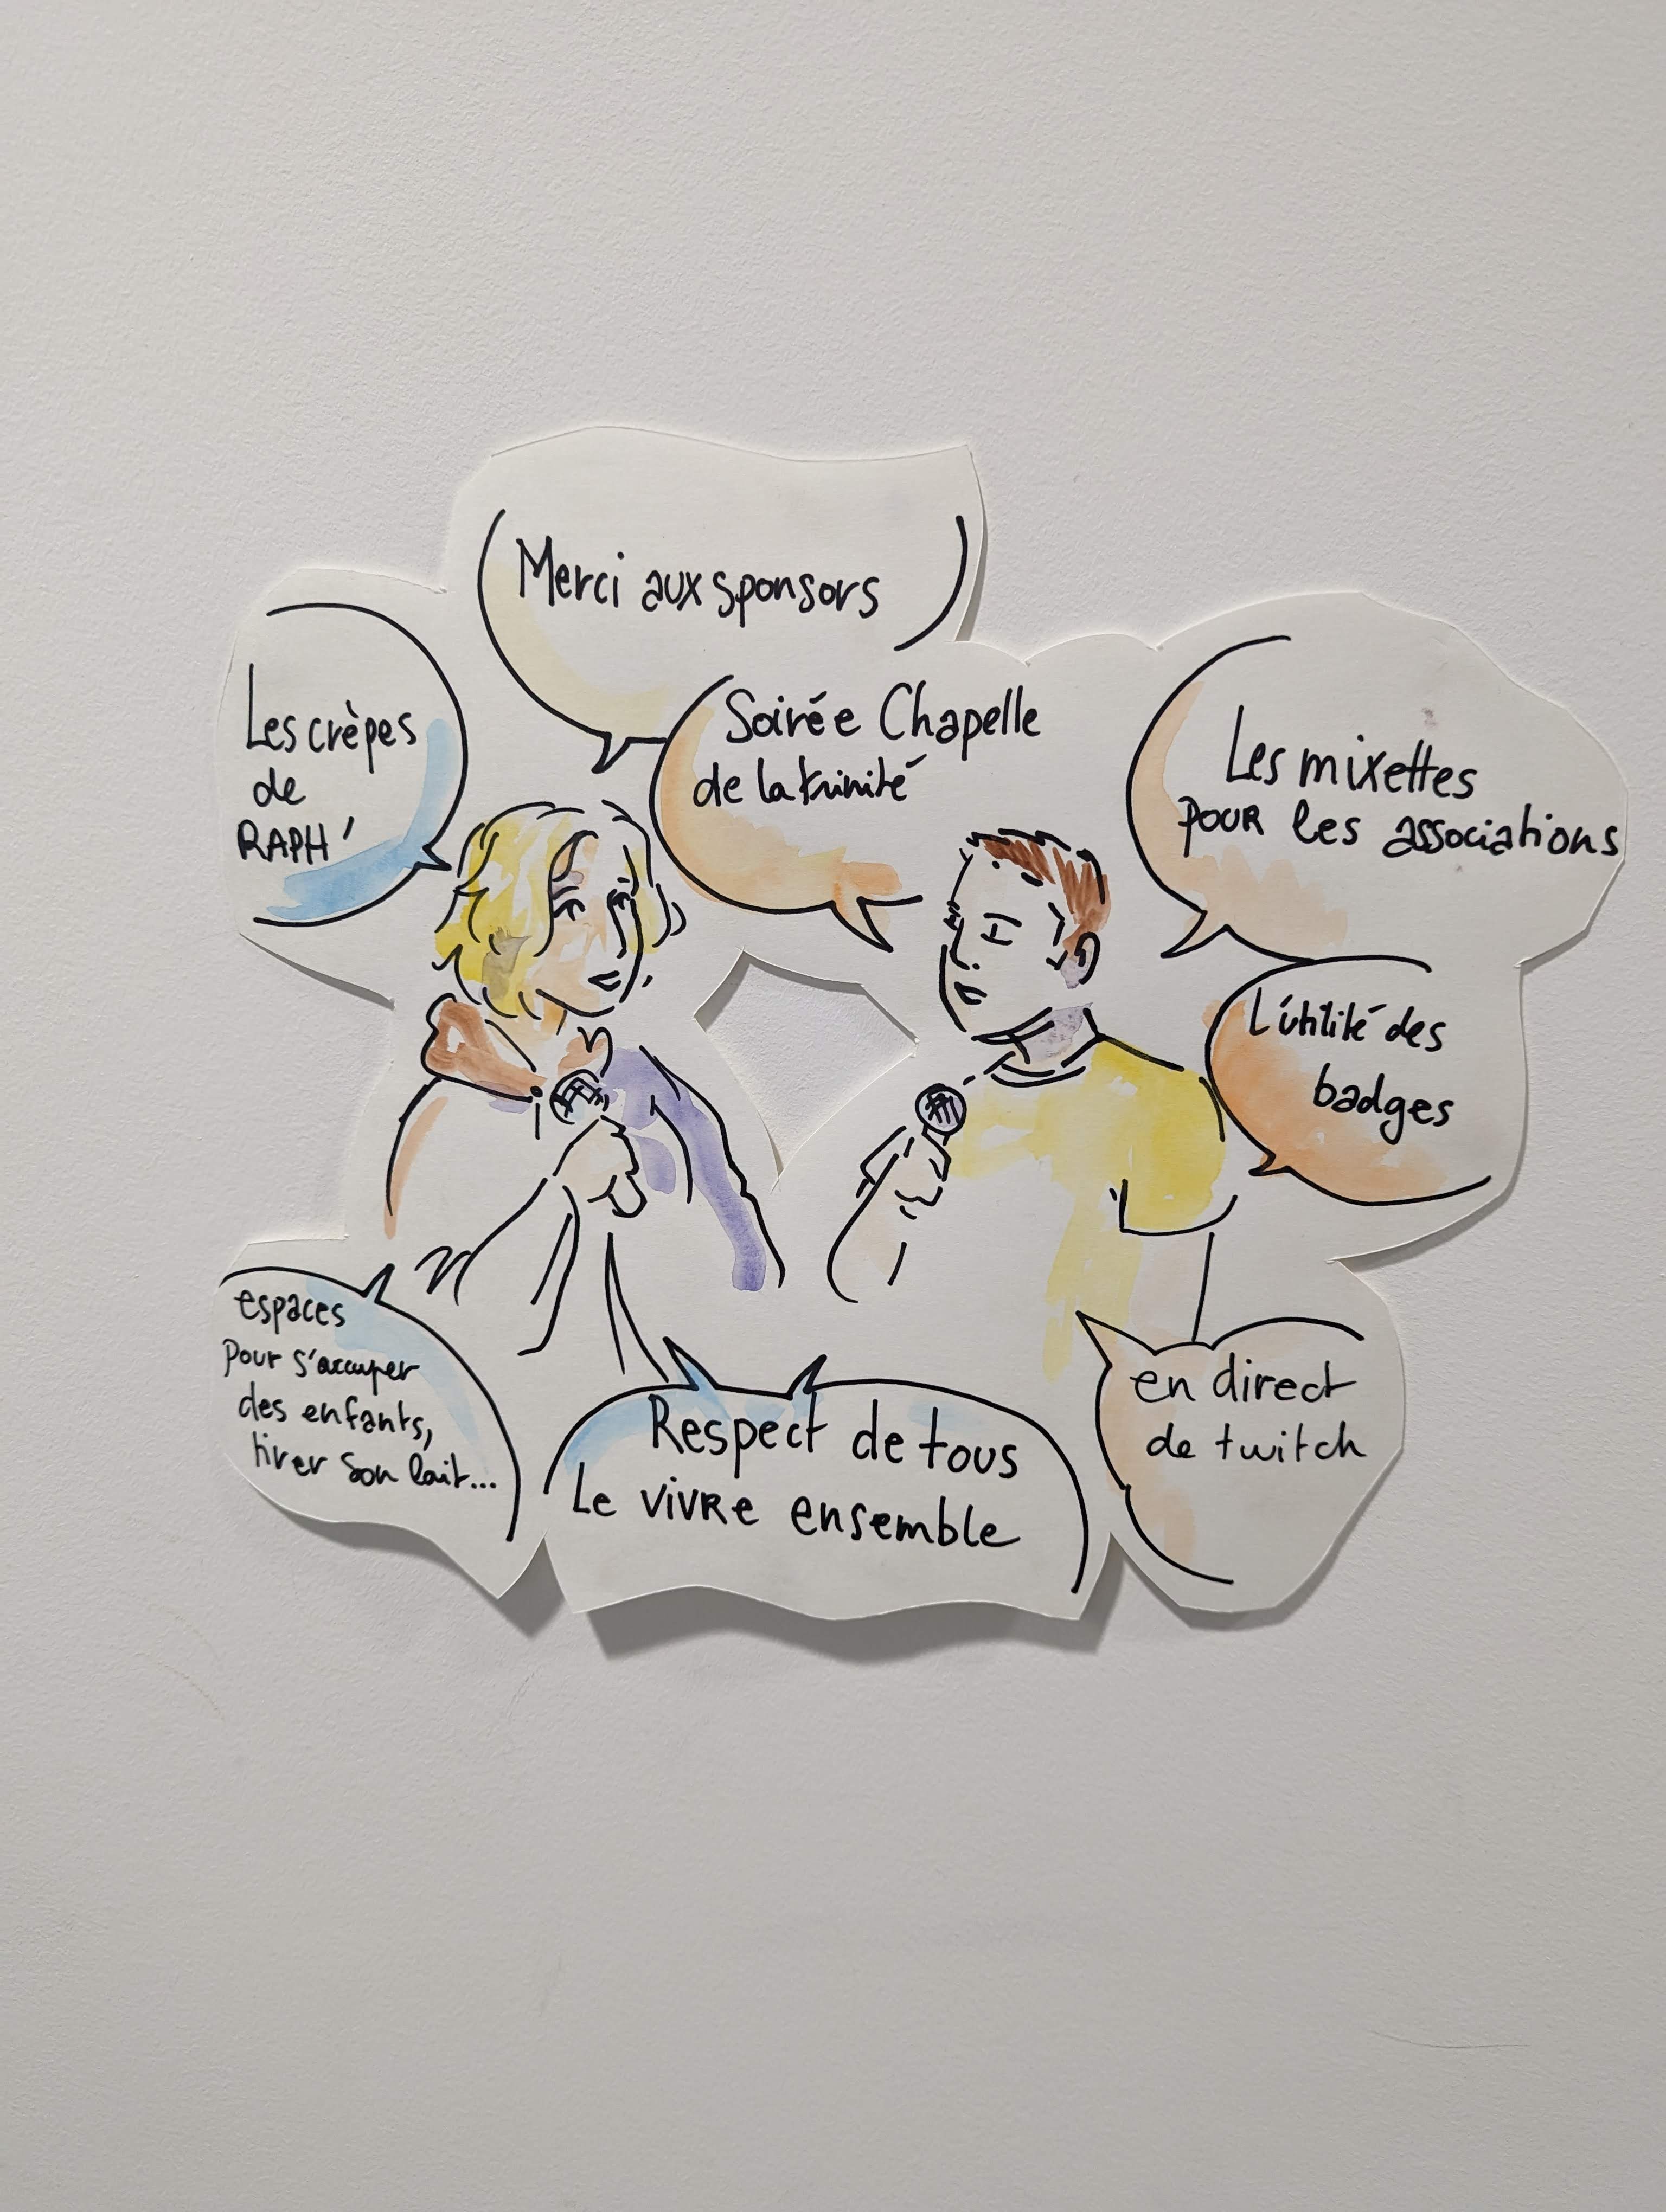 Merci aux sponsors
Les crêpes
de
RAPH'
Soirée Chapelle
de la trinité
Les mixettes
pour les associations
L'utilité des
badges
espaces
pour s'occuper
des enfants,
tirer son lait...
Respect de tous
Le vivre ensemble
en direct
de twitch